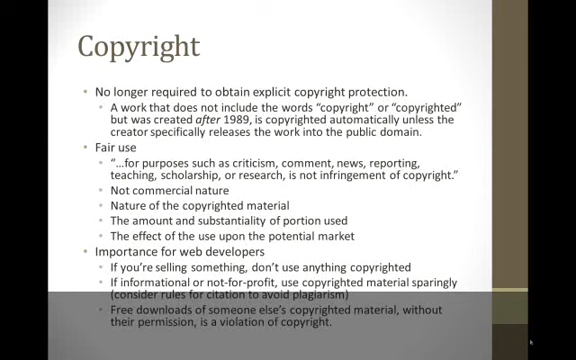 Copyright
• No longer required to obtain explicit copyright protection.
• A work that does not include the words “copyright” or “copyrighted”
but was created after 1989, is copyrighted automatically unless the
creator specifically releases the work into the public domain.
• Fair use
• “…for purposes such as criticism, comment, news, reporting,
teaching, scholarship, or research, is not infringement of copyright.”
• Not commercial nature
• Nature of the copyrighted material
• The amount and substantiality of portion used
• The effect of the use upon the potential market
• Importance for web developers
• If you’re selling something, don’t use anything copyrighted
• If informational or not-for-profit, use copyrighted material sparingly
(consider rules for citation to avoid plagiarism)
• Free downloads of someone else’s copyrighted material, without
their permission, is a violation of copyright.